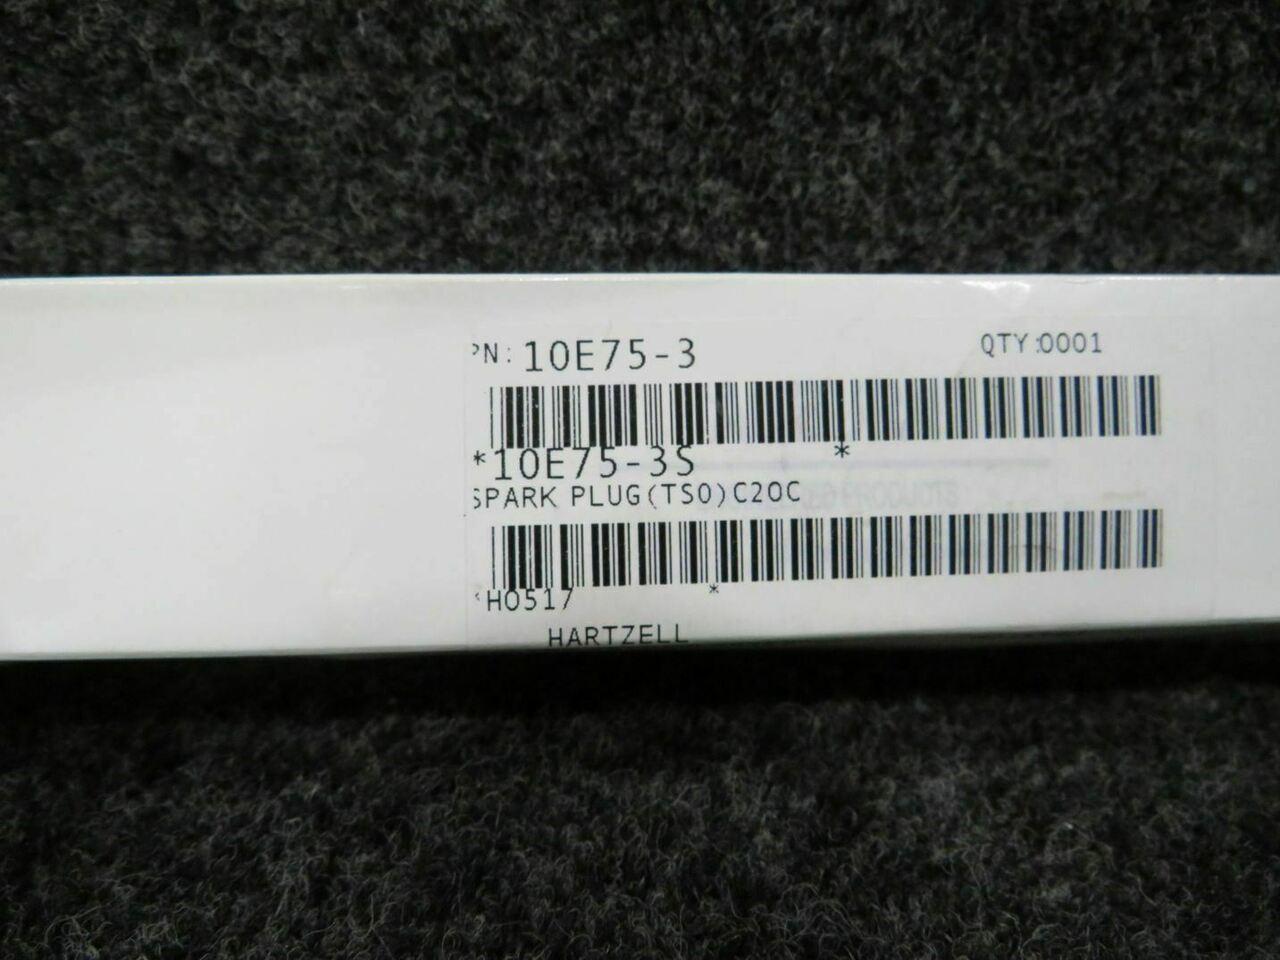 PN: 10E75-3 QTY:0001
*10E75-3S *
SPARK PLUG(TSO)C20C
*H0517 *
HARTZELL